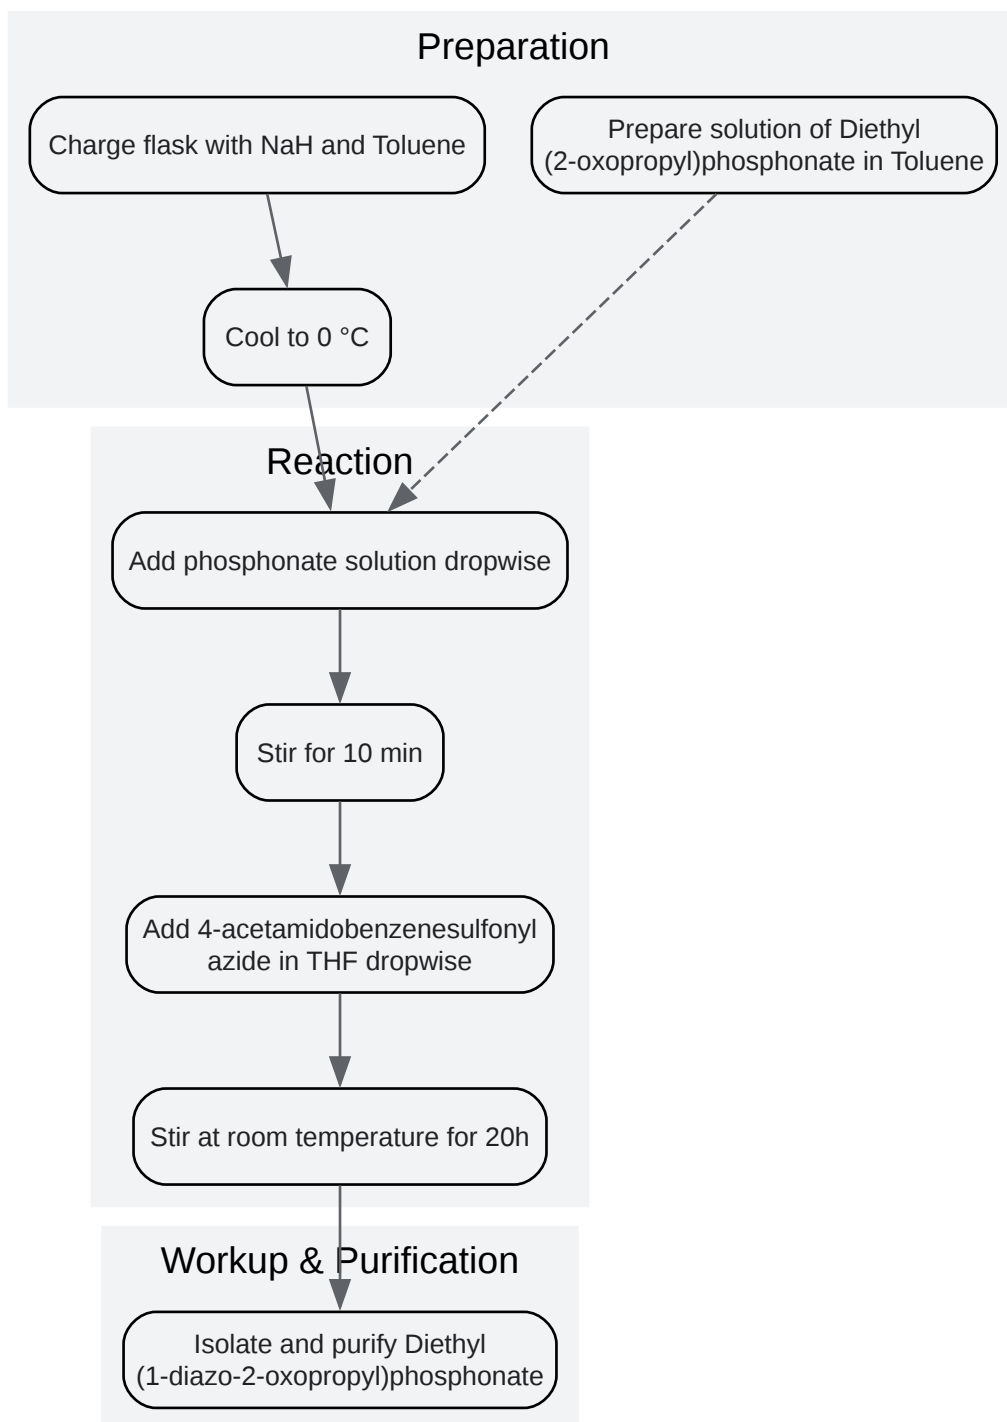 Preparation
Charge flask with NaH and Toluene
Prepare solution of Diethyl
(2-oxopropyl)phosphonate in Toluene
Cool to 0 °C
Reaction
Add phosphonate solution dropwise
Stir for 10 min
Add 4-acetamidobenzenesulfonyl
azide in THF dropwise
Stir at room temperature for 20h
Workup & Purification
Isolate and purify Diethyl
(1-diazo-2-oxopropyl)phosphonate